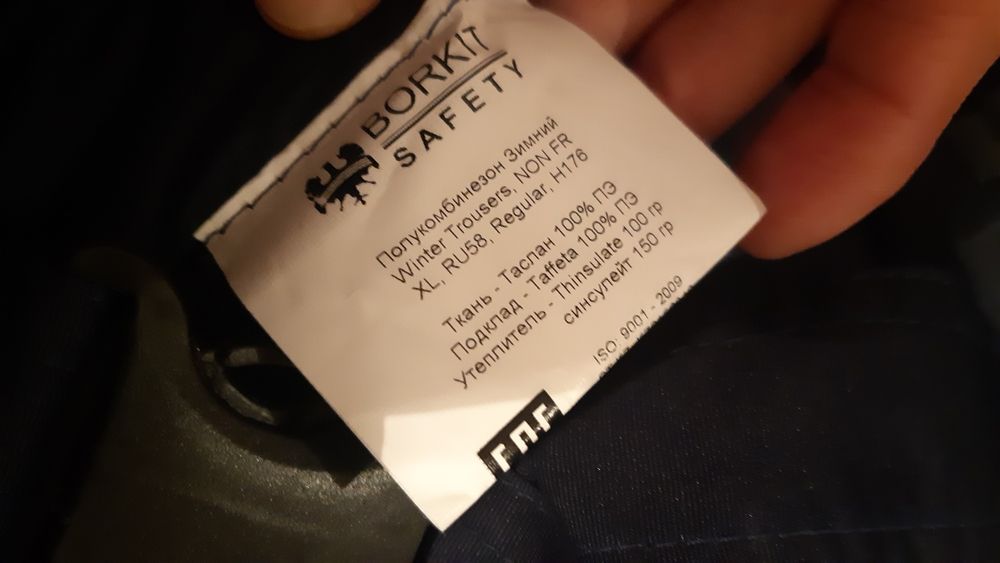 BORKIT
SAFETY
Полукомбинезон Зимний
Winter Trousers, NON FR
XL, RU58, Regular, H176
Ткань - Таслан 100% ПЭ
Подклад - Taffeta 100% ПЭ
утеплитель - Thinsulate 100 гр
синсулейт 150 гр
ISO: 9001 - 2009